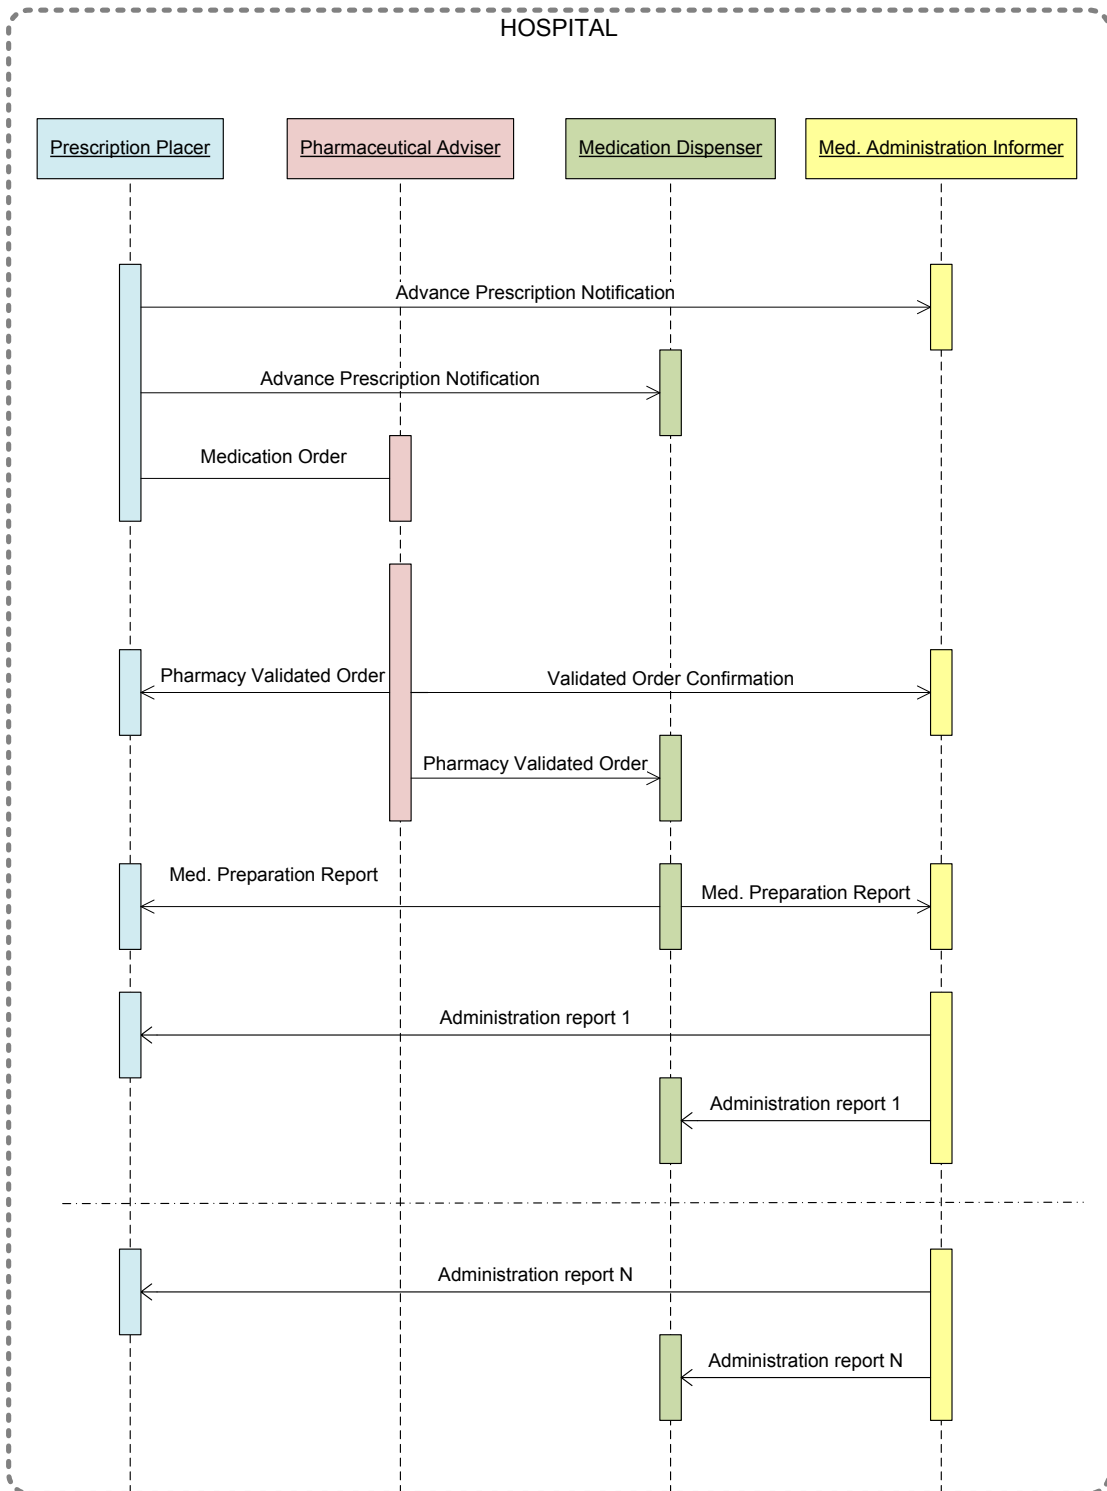 HOSPITAL
Prescription Placer
Pharmaceutical Adviser
Medication Dispenser
Med. Administration Informer
Advance Prescription Notification
Advance Prescription Notification
Medication Order
Pharmacy Validated Order
Validated Order Confirmation
Pharmacy Validated Order
Med. Preparation Report
Med. Preparation Report
Administration report 1
Administration report 1
Administration report N
Administration report N